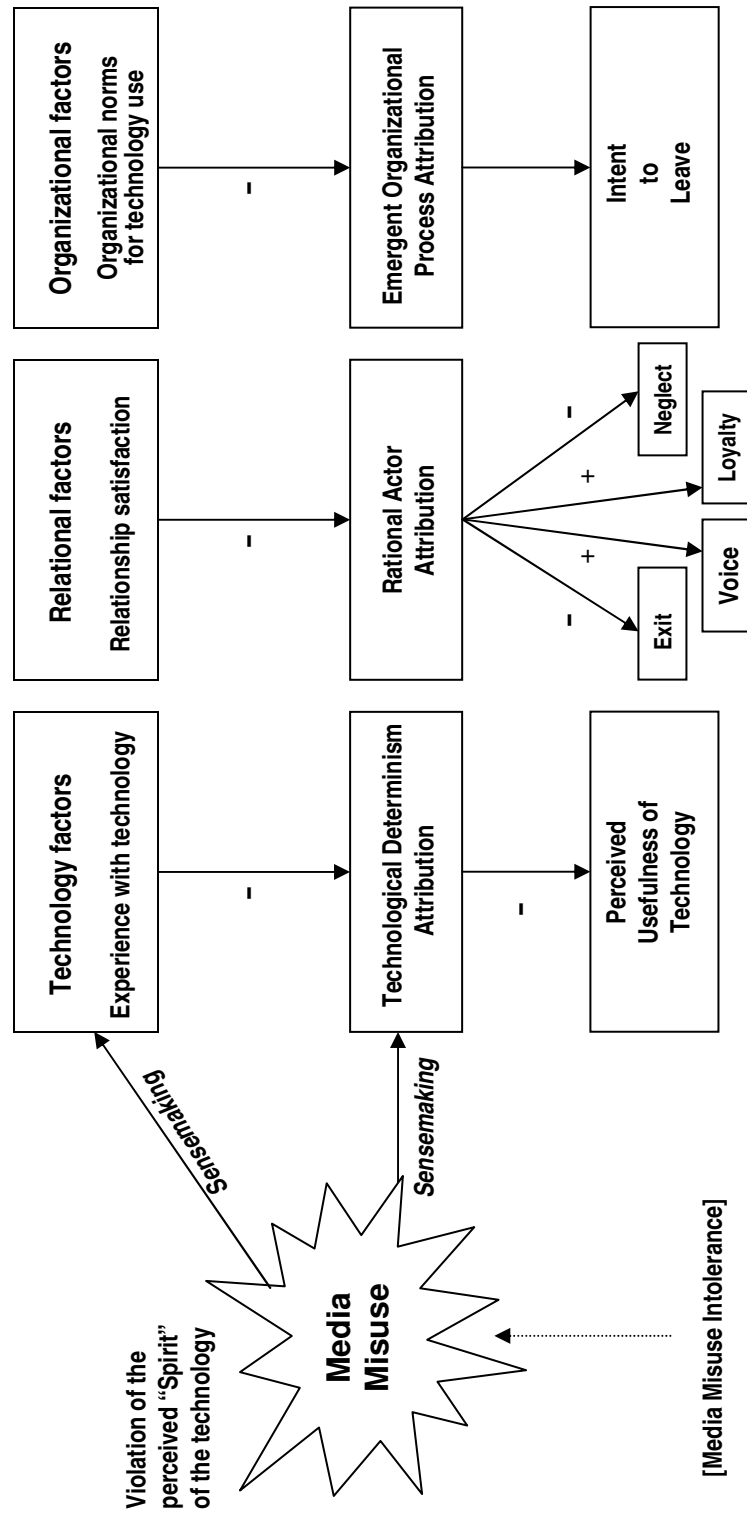 Violation of the
perceived “Spirit”
of the technology
Media
Misuse
[Media Misuse Intolerance]
Sensemaking
Sensemaking
Technology factors
Experience with technology
-
Technological Determinism
Attribution
-
Perceived
Usefulness of
Technology
Relational factors
Relationship satisfaction
-
Rational Actor
Attribution
-
+
+
-
Exit
Voice
Loyalty
Neglect
Organizational factors
Organizational norms
for technology use
-
Emergent Organizational
Process Attribution
Intent
to
Leave